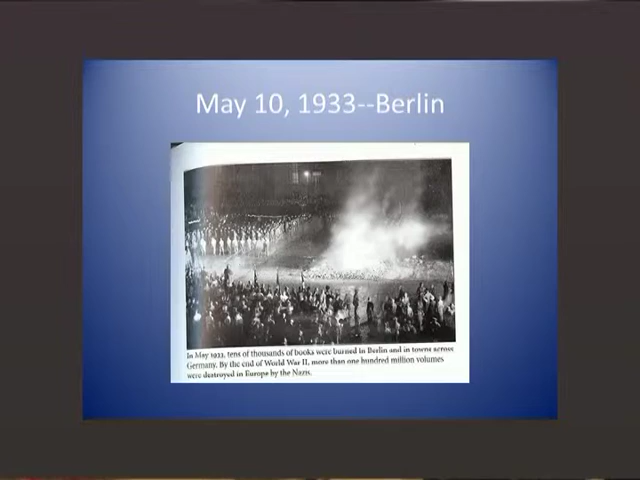 May 10, 1933--Berlin
In May 1933, tens of thousands of books were burned in Berlin and in towns across
Germany. By the end of World War II, more than one hundred million volumes
were destroyed in Europe by the Nazis.